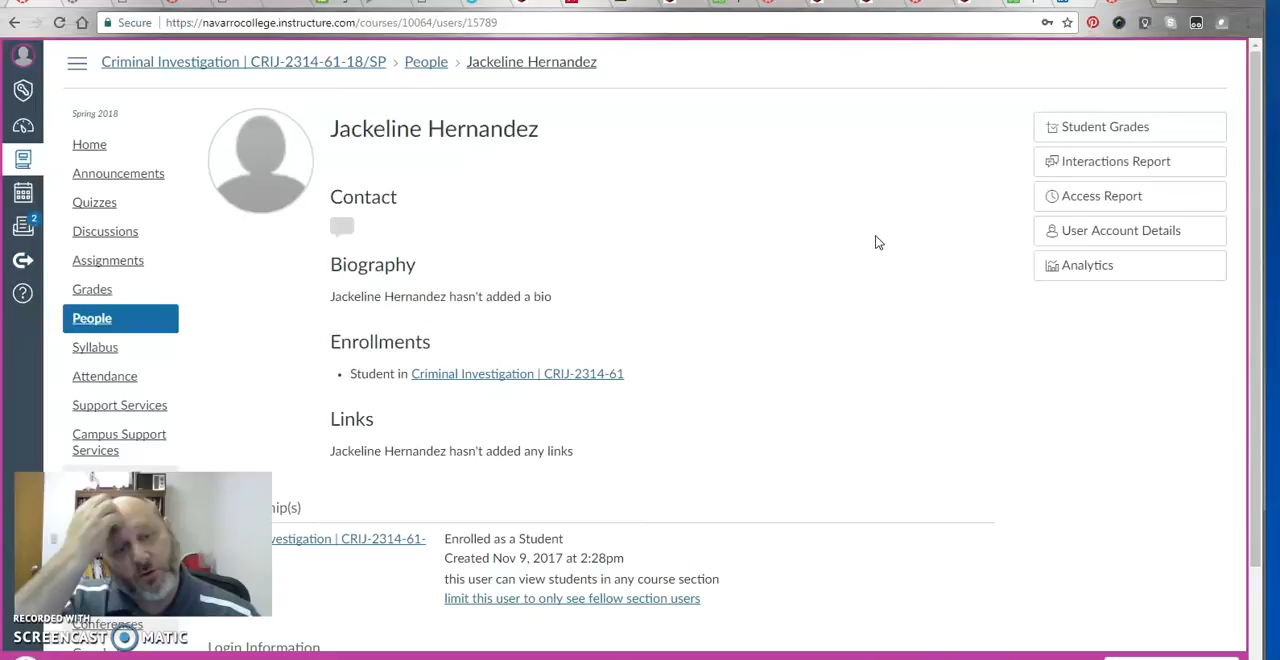 Secure
https://navarrocollege.instructure.com/courses/10064/users/15789
Criminal Investigation | CRIJ-2314-61-18/SP > People > Jackeline Hernandez
Spring 2018
Home
Announcements
Quizzes
Discussions
Assignments
Grades
People
Syllabus
Attendance
Support Services
Campus Support
Services
Conferences
2
Jackeline Hernandez
Contact
Biography
Jackeline Hernandez hasn't added a bio
Enrollments
• Student in Criminal Investigation | CRIJ-2314-61
Links
Jackeline Hernandez hasn't added any links
hip(s)
vestigation | CRIJ-2314-61-
Enrolled as a Student
Created Nov 9, 2017 at 2:28pm
this user can view students in any course section
limit this user to only see fellow section users
Login Information
Student Grades
Interactions Report
Access Report
User Account Details
Analytics
RECORDED WITH
SCREENCAST MATIC